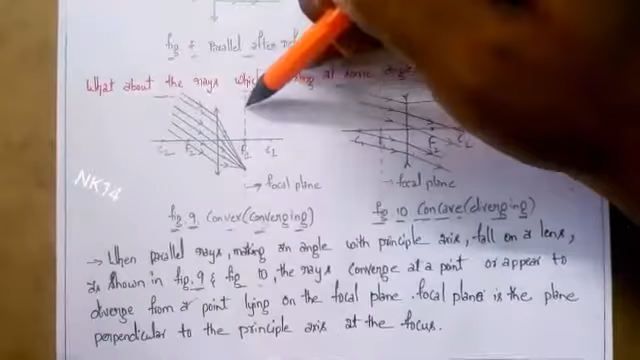 fig 8 Parallel after
What about the rays which at some
C₂ F₂ F₁ C₁
C₁ F₂ C₂
→ focal plane
→ focal plane
NK14
fig. 9 Convex (converging)
fig 10 Concave (diverging)
→ When parallel rays, making an angle with principle axis, fall on a lens,
as shown in fig. 9 & fig 10, the rays converge at a point or appear to
diverge from a point lying on the focal plane. focal plane is the plane
perpendicular to the principle axis at the focus.